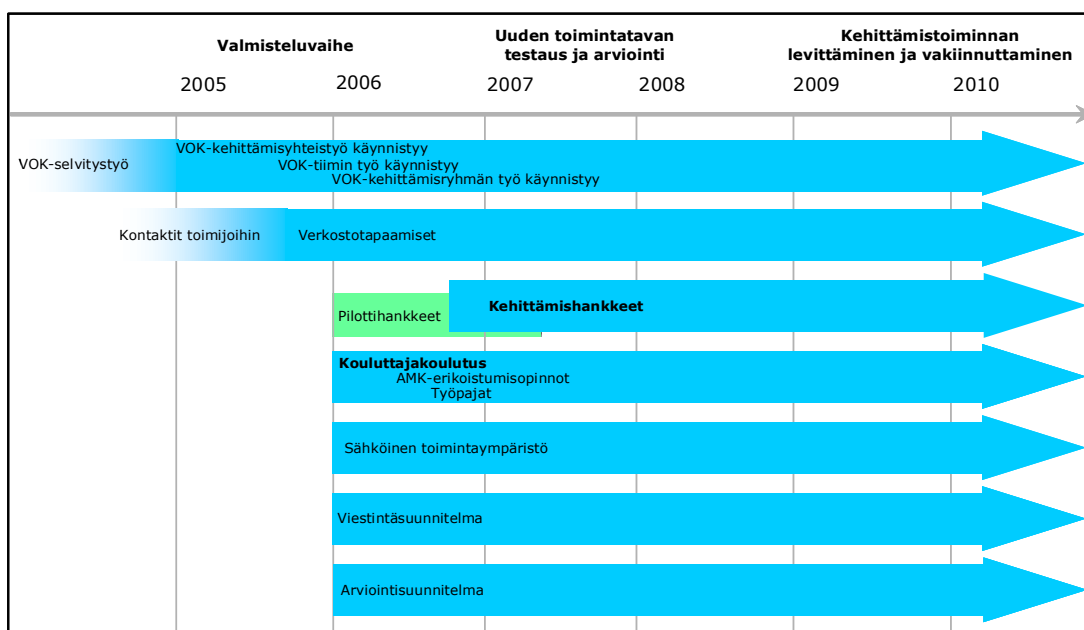 Valmisteluvaihe
Uuden toimintatavan
testaus ja arviointi
Kehittämistoiminnan
levittäminen ja vakiinnuttaminen
2005
2006
2007
2008
2009
2010
VOK-selvitystyö
VOK-kehittämisyhteistyö käynnistyy
VOK-tiimin työ käynnistyy
VOK-kehittämisryhmän työ käynnistyy
Kontaktit toimijoihin
Verkostotapaamiset
Pilottihankkeet
Kehittämishankkeet
Kouluttajakoulutus
AMK-erikoistumisopinnot
Työpajat
Sähköinen toimintaympäristö
Viestintäsuunnitelma
Arviointisuunnitelma